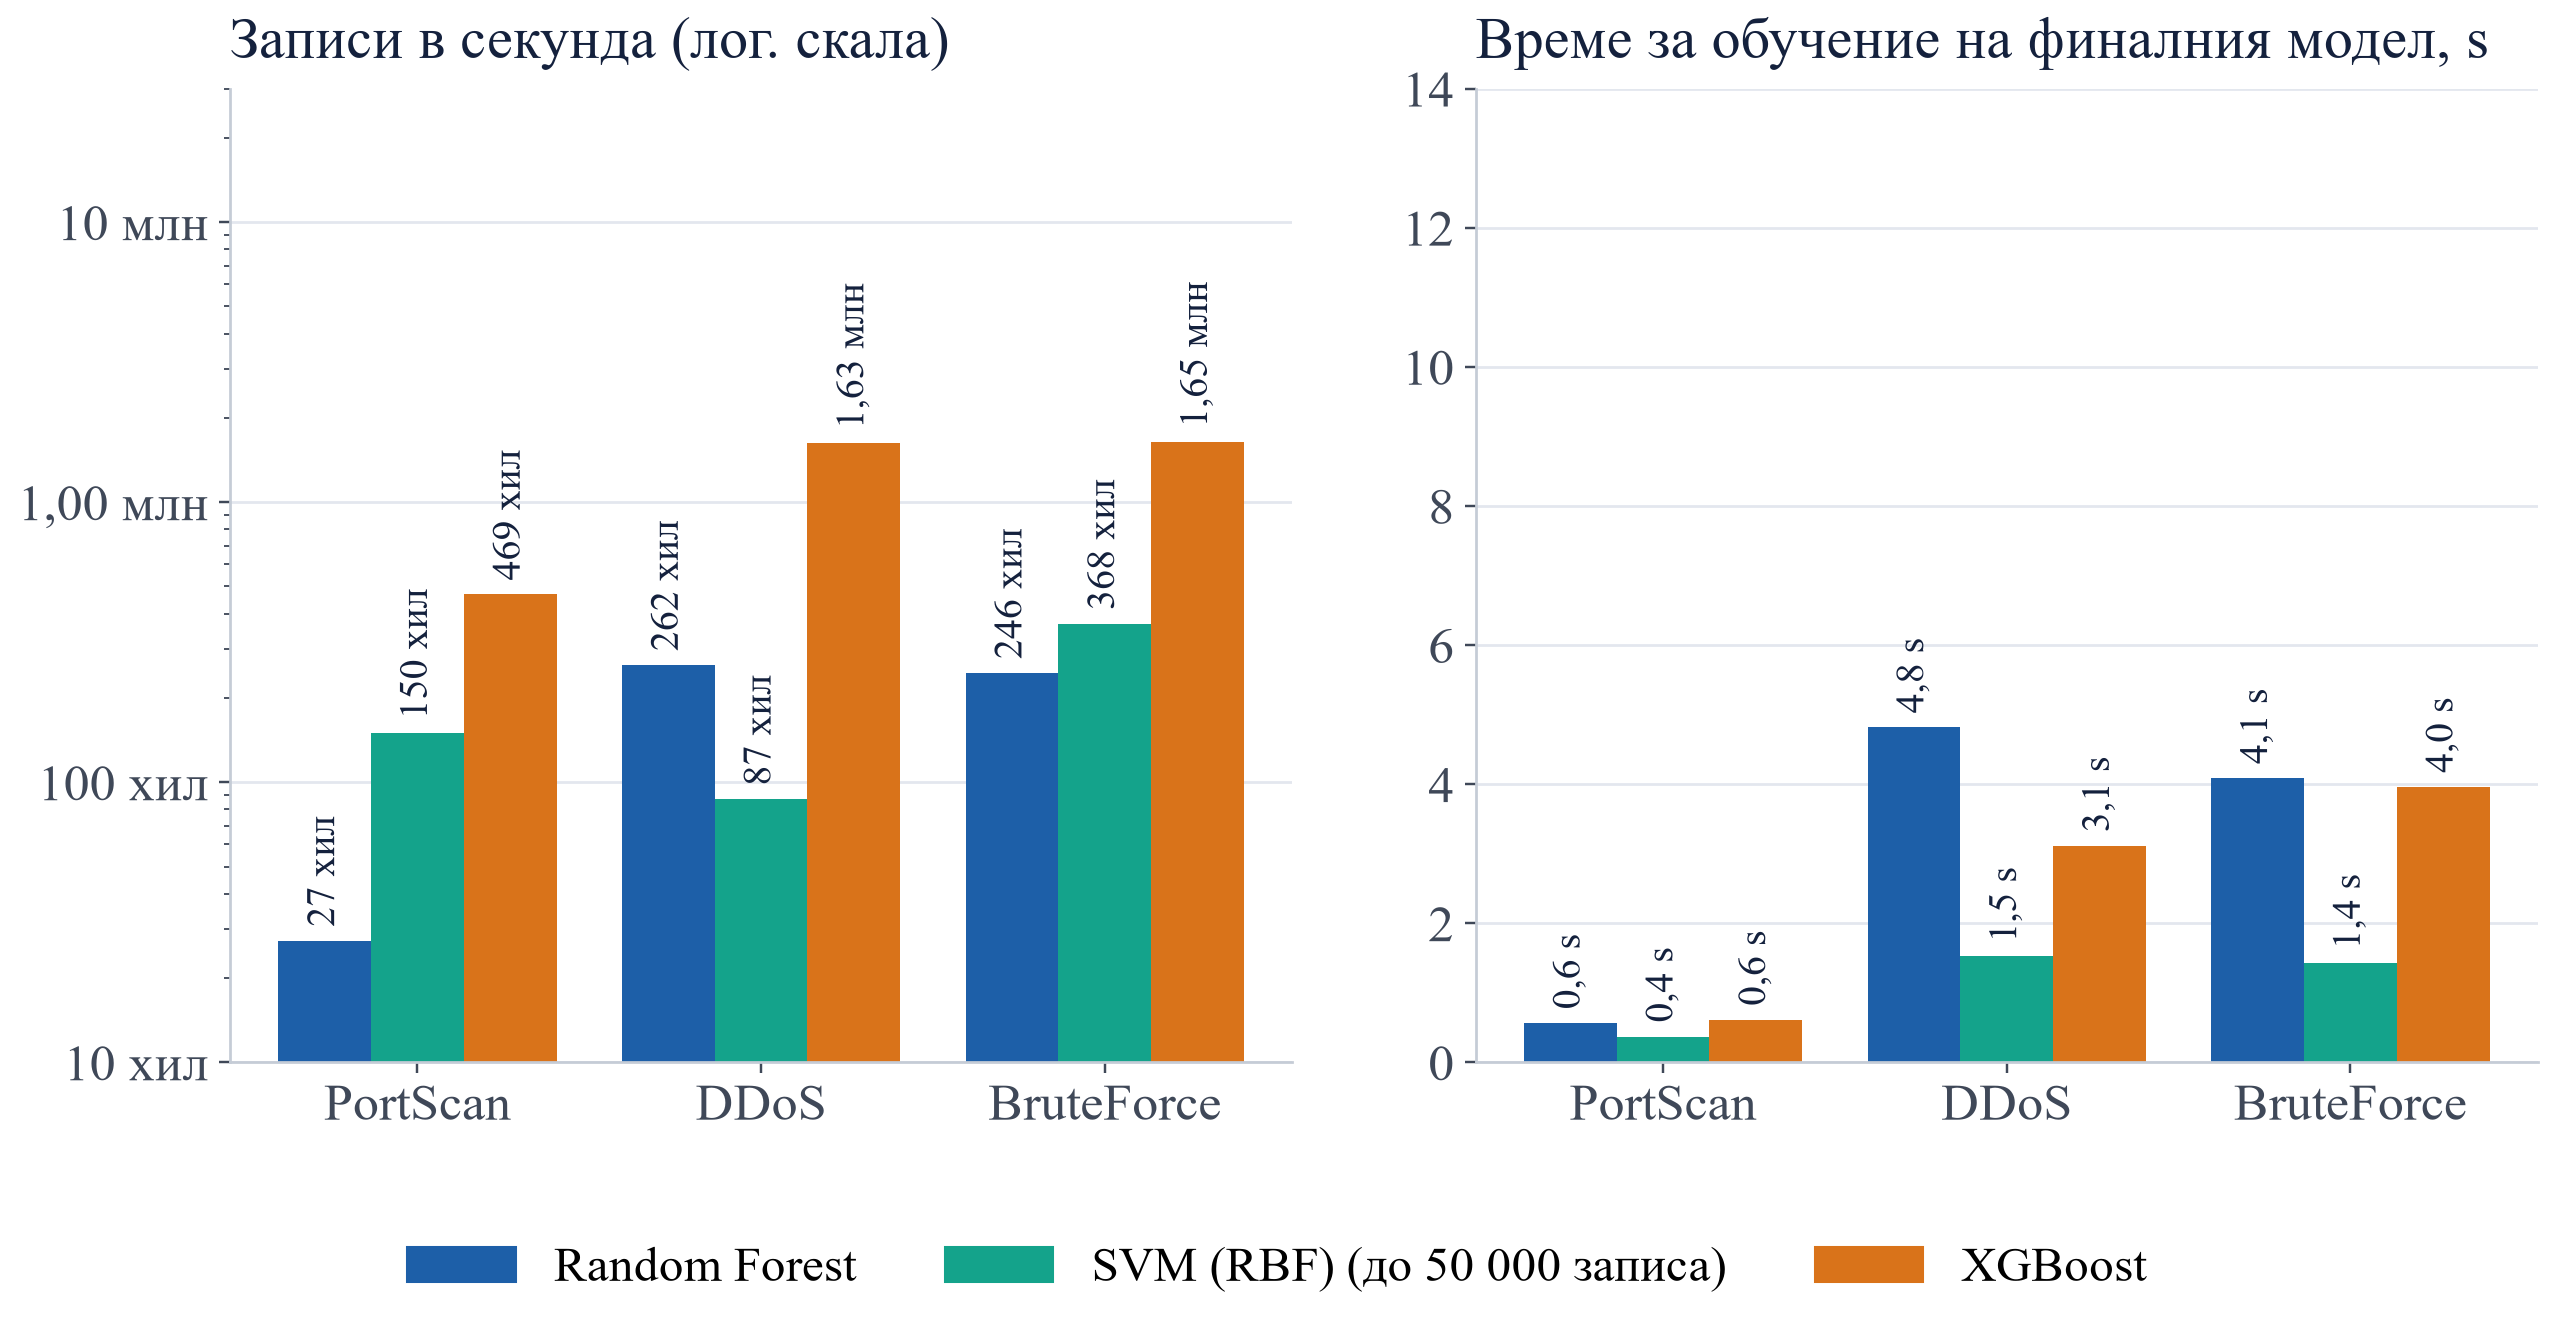 Записи в секунда (лог. скала)
10 млн
1,00 млн
100 хил
10 хил
27 хил
150 хил
469 хил
262 хил
87 хил
1,63 млн
246 хил
368 хил
1,65 млн
PortScan
DDoS
BruteForce
Време за обучение на финалния модел, s
14
12
10
8
6
4
2
0
0,6 s
0,4 s
0,6 s
4,8 s
1,5 s
3,1 s
4,1 s
1,4 s
4,0 s
PortScan
DDoS
BruteForce
Random Forest
SVM (RBF) (до 50 000 записа)
XGBoost